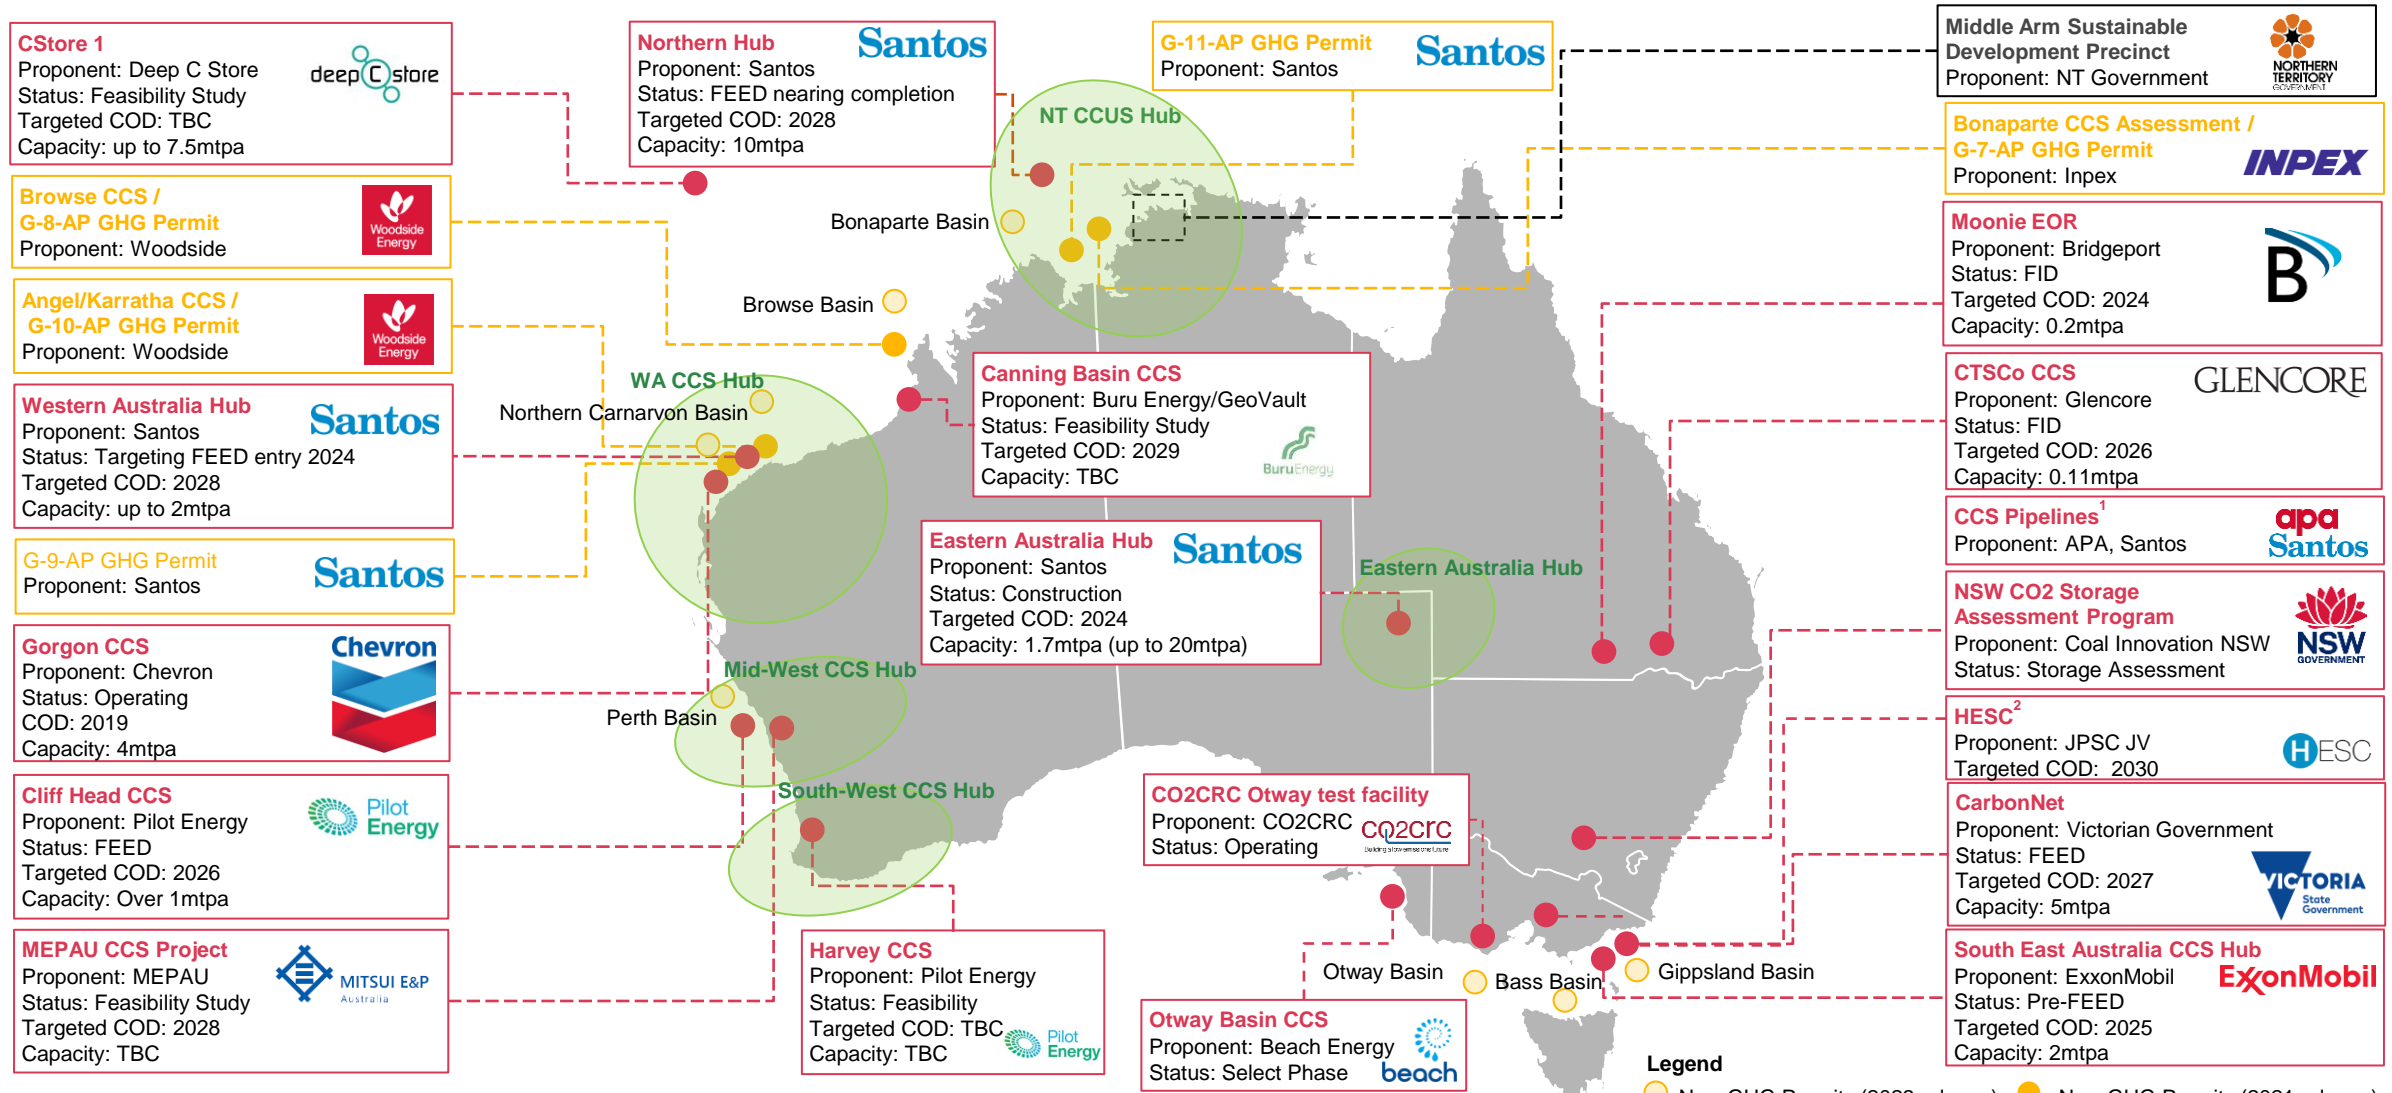 CStore 1
Proponent: Deep C Store
Status: Feasibility Study
Targeted COD: TBC
Capacity: up to 7.5mtpa
deep C store
Browse CCS /
G-8-AP GHG Permit
Proponent: Woodside
Woodside
Energy
Angel/Karratha CCS /
G-10-AP GHG Permit
Proponent: Woodside
Woodside
Energy
Western Australia Hub
Proponent: Santos
Status: Targeting FEED entry 2024
Targeted COD: 2028
Capacity: up to 2mtpa
Santos
G-9-AP GHG Permit
Proponent: Santos
Santos
Gorgon CCS
Proponent: Chevron
Status: Operating
COD: 2019
Capacity: 4mtpa
Chevron
Cliff Head CCS
Proponent: Pilot Energy
Status: FEED
Targeted COD: 2026
Capacity: Over 1mtpa
Pilot
Energy
MEPAU CCS Project
Proponent: MEPAU
Status: Feasibility Study
Targeted COD: 2028
Capacity: TBC
MITSUI E&P
Australia
Northern Hub
Proponent: Santos
Status: FEED nearing completion
Targeted COD: 2028
Capacity: 10mtpa
Santos
G-11-AP GHG Permit
Proponent: Santos
Santos
NT CCUS Hub
Bonaparte Basin
Browse Basin
WA CCS Hub
Northern Carnarvon Basin
Canning Basin CCS
Proponent: Buru Energy/GeoVault
Status: Feasibility Study
Targeted COD: 2029
Capacity: TBC
BuruEnergy
Eastern Australia Hub
Proponent: Santos
Status: Construction
Targeted COD: 2024
Capacity: 1.7mtpa (up to 20mtpa)
Santos
Eastern Australia Hub
Mid-West CCS Hub
Perth Basin
South-West CCS Hub
Harvey CCS
Proponent: Pilot Energy
Status: Feasibility
Targeted COD: TBC
Capacity: TBC
Pilot
Energy
CO2CRC Otway test facility
Proponent: CO2CRC
Status: Operating
CO2CRC
Building a low emissions future
Otway Basin
Bass Basin
Gippsland Basin
Otway Basin CCS
Proponent: Beach Energy
Status: Select Phase
beach
Middle Arm Sustainable
Development Precinct
Proponent: NT Government
NORTHERN
TERRITORY
GOVERNMENT
Bonaparte CCS Assessment /
G-7-AP GHG Permit
Proponent: Inpex
INPEX
Moonie EOR
Proponent: Bridgeport
Status: FID
Targeted COD: 2024
Capacity: 0.2mtpa
B
CTSCo CCS
Proponent: Glencore
Status: FID
Targeted COD: 2026
Capacity: 0.11mtpa
GLENCORE
CCS Pipelines1
Proponent: APA, Santos
apa
Santos
NSW CO2 Storage
Assessment Program
Proponent: Coal Innovation NSW
Status: Storage Assessment
NSW
GOVERNMENT
HESC2
Proponent: JPSC JV
Targeted COD: 2030
HESC
CarbonNet
Proponent: Victorian Government
Status: FEED
Targeted COD: 2027
Capacity: 5mtpa
VICTORIA
State
Government
South East Australia CCS Hub
Proponent: ExxonMobil
Status: Pre-FEED
Targeted COD: 2025
Capacity: 2mtpa
ExxonMobil
Legend